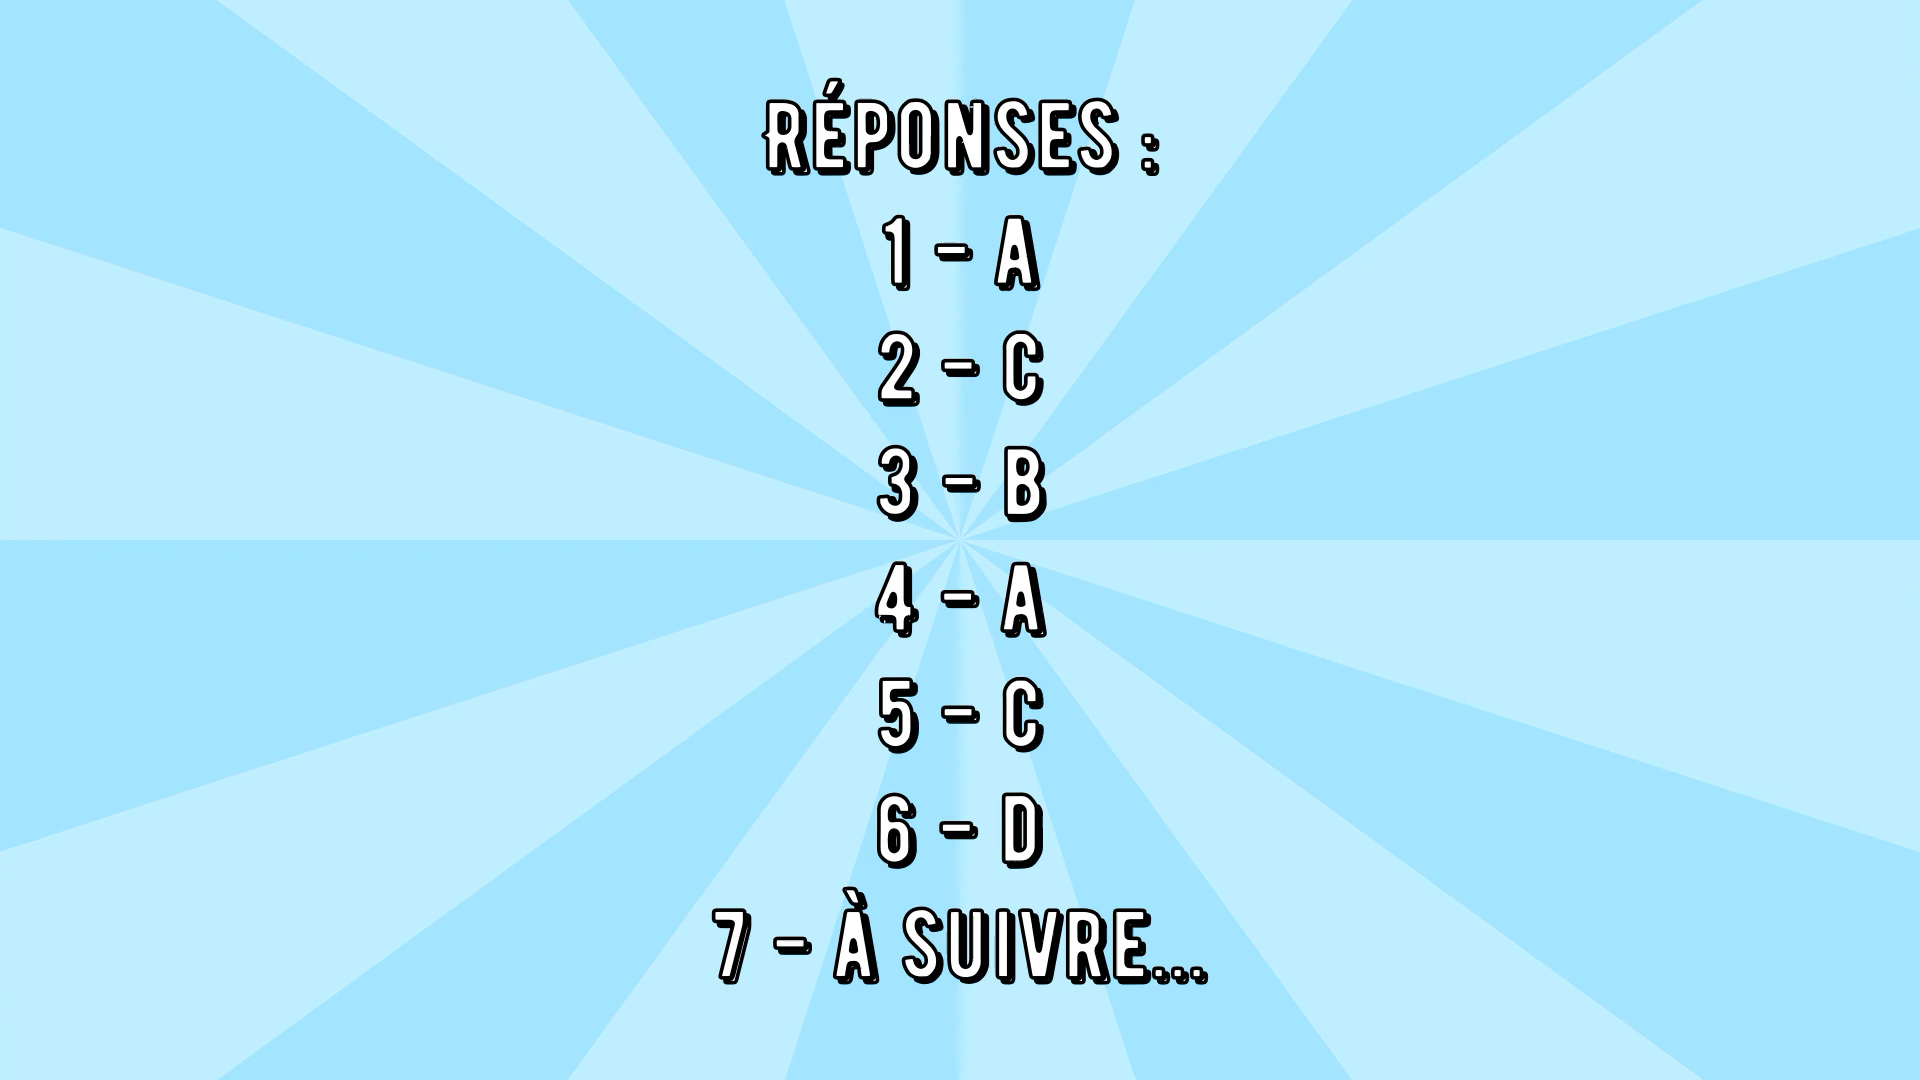 RÉPONSES :
1 - A
2 - C
3 - B
4 - A
5 - C
6 - D
7 - À SUIVRE...